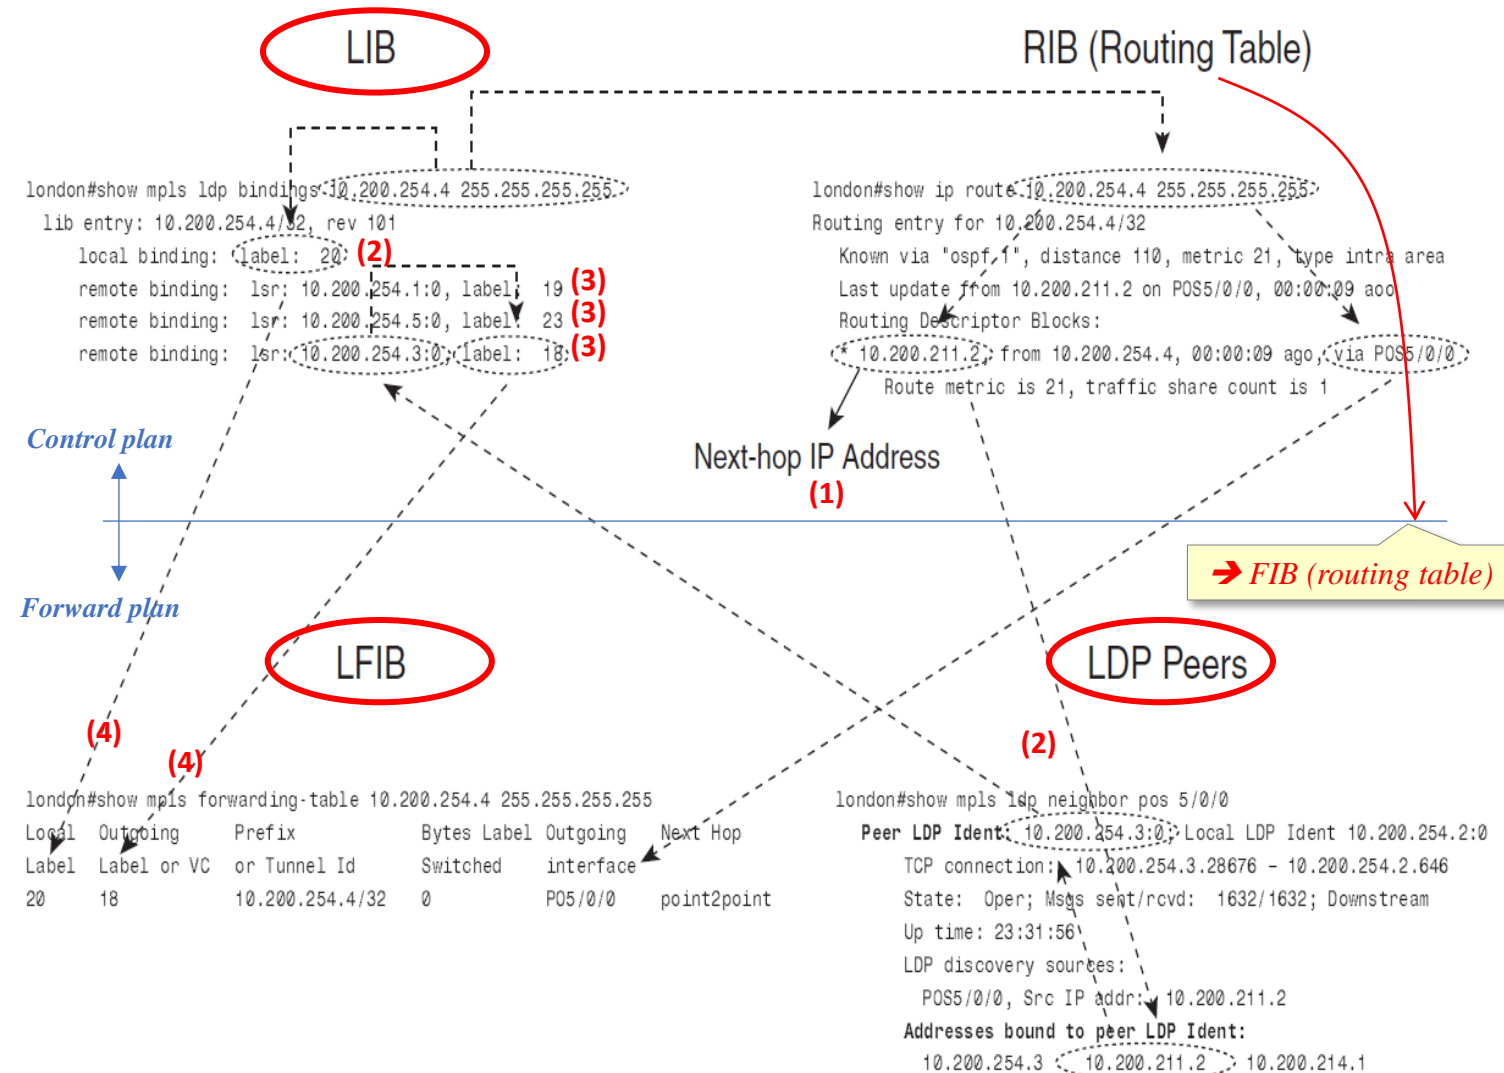 LIB
RIB (Routing Table)
london#show mpls ldp bindings 10.200.254.4 255.255.255.255
lib entry: 10.200.254.4/32, rev 101
local binding: label: 20 (2)
remote binding: lsr: 10.200.254.1:0, label: 19 (3)
remote binding: lsr: 10.200.254.5:0, label: 23 (3)
remote binding: lsr: 10.200.254.3:0, label: 18 (3)
london#show ip route 10.200.254.4 255.255.255.255
Routing entry for 10.200.254.4/32
Known via "ospf 1", distance 110, metric 21, type intra area
Last update from 10.200.211.2 on POS5/0/0, 00:00:09 aoo
Routing Descriptor Blocks:
* 10.200.211.2, from 10.200.254.4, 00:00:09 ago, via POS5/0/0
Route metric is 21, traffic share count is 1
Next-hop IP Address
(1)
Control plan
Forward plan
➔ FIB (routing table)
LFIB
LDP Peers
(4)
(4)
(2)
london#show mpls forwarding-table 10.200.254.4 255.255.255.255
Local Outgoing Prefix Bytes Label Outgoing Next Hop
Label Label or VC or Tunnel Id Switched interface
20 18 10.200.254.4/32 0 PO5/0/0 point2point
london#show mpls ldp neighbor pos 5/0/0
Peer LDP Ident: 10.200.254.3:0; Local LDP Ident 10.200.254.2:0
TCP connection: 10.200.254.3.28676 - 10.200.254.2.646
State: Oper; Msgs sent/rcvd: 1632/1632; Downstream
Up time: 23:31:56
LDP discovery sources:
POS5/0/0, Src IP addr: 10.200.211.2
Addresses bound to peer LDP Ident:
10.200.254.3 10.200.211.2 10.200.214.1